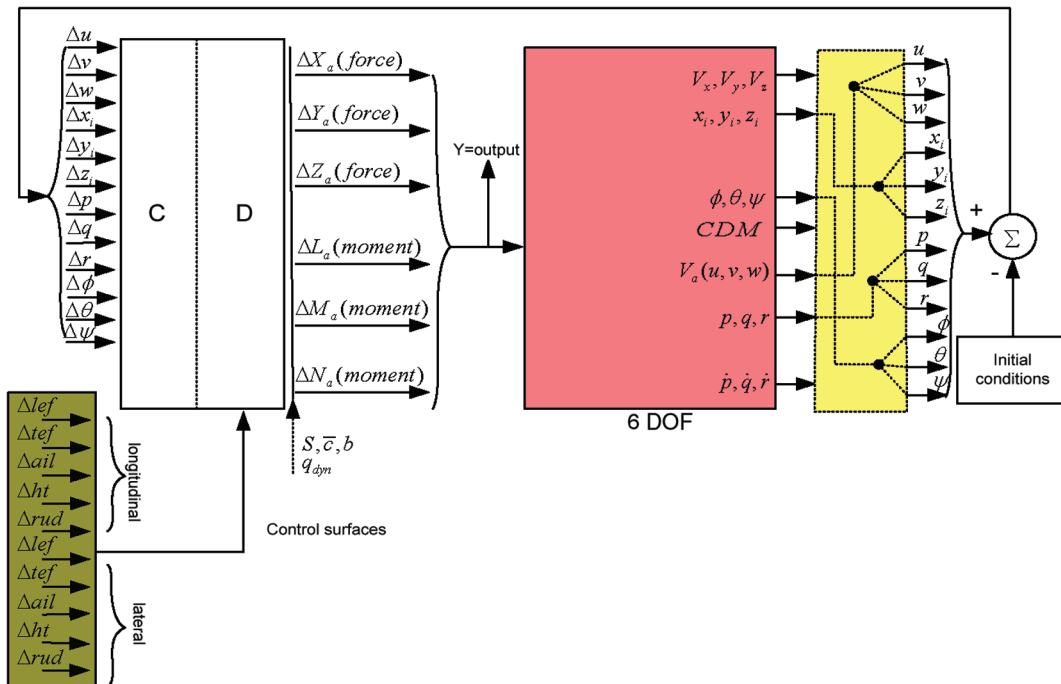 Δu
Δv
Δw
Δx_i
Δy_i
Δz_i
Δp
Δq
Δr
Δϕ
Δθ
Δψ
C
D
ΔX_a (force)
ΔY_a (force)
ΔZ_a (force)
ΔL_a (moment)
ΔM_a (moment)
ΔN_a (moment)
S, c̅, b
q_dyn
Y=output
V_x, V_y, V_z
x_i, y_i, z_i
ϕ, θ, ψ
CDM
V_a (u, v, w)
p, q, r
ṗ, q̇, ṙ
6 DOF
u
v
w
x_i
y_i
z_i
p
q
r
ϕ
θ
ψ
+
Σ
-
Initial
conditions
Δlef
Δtef
Δail
Δht
Δrud
longitudinal
Δlef
Δtef
Δail
Δht
Δrud
lateral
Control surfaces